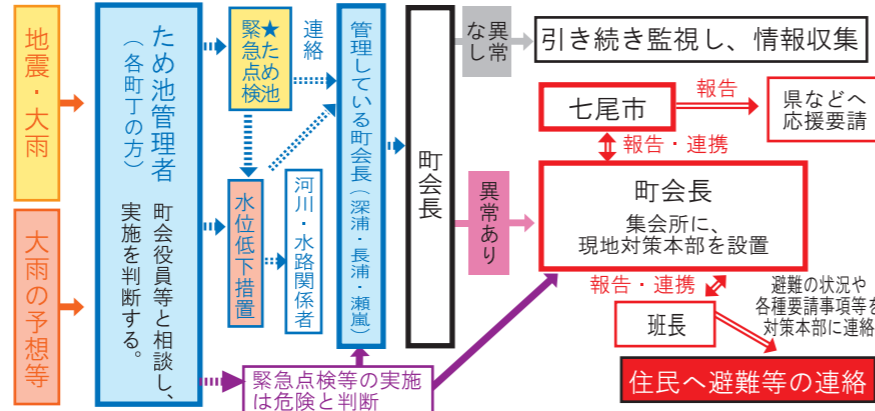 地震・大雨
大雨の予想等
ため池管理者
（各町丁の方）
町会役員等と相談し、
実施を判断する。
★ため池
緊急点検
連絡
水位低下措置
河川・水路関係者
緊急点検等の実施
は危険と判断
管理している町会長（深浦・長浦・瀬嵐）
町会長
異常
なし
引き続き監視し、情報収集
異常あり
七尾市
報告
県などへ
応援要請
報告・連携
町会長
集会所に、
現地対策本部を設置
報告・連携
班長
避難の状況や
各種要請事項等を
対策本部に連絡
住民へ避難等の連絡